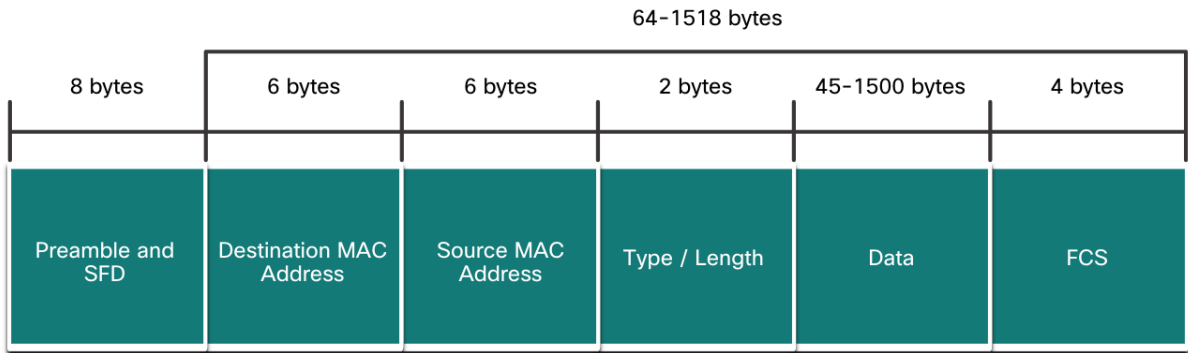 64-1518 bytes
8 bytes
6 bytes
6 bytes
2 bytes
45-1500 bytes
4 bytes
Preamble and
SFD
Destination MAC
Address
Source MAC
Address
Type / Length
Data
FCS